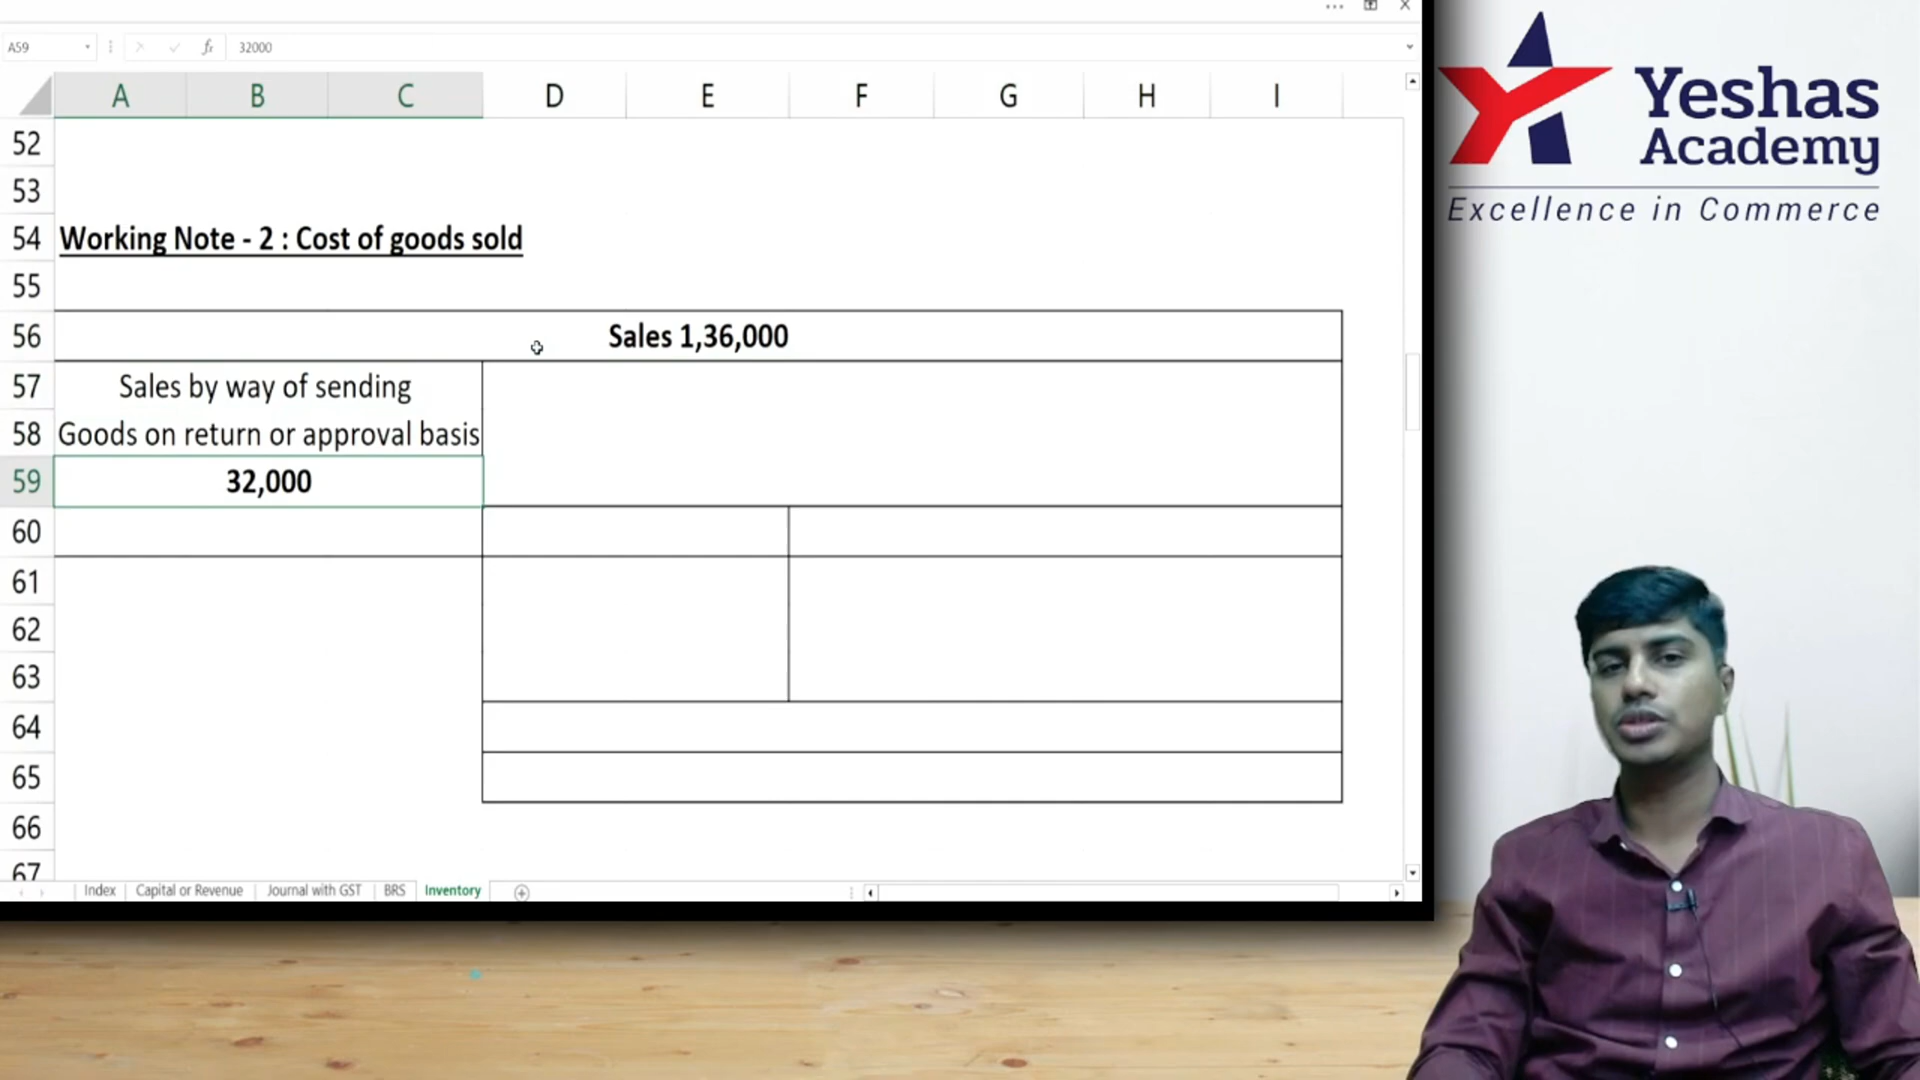 A59
fx
32000
A B C D E F G H I
52
53
54 Working Note - 2 : Cost of goods sold
55
56 Sales 1,36,000
57 Sales by way of sending
58 Goods on return or approval basis
59 32,000
60
61
62
63
64
65
66
67
Index Capital or Revenue Journal with GST BRS Inventory
Yeshas
Academy
Excellence in Commerce